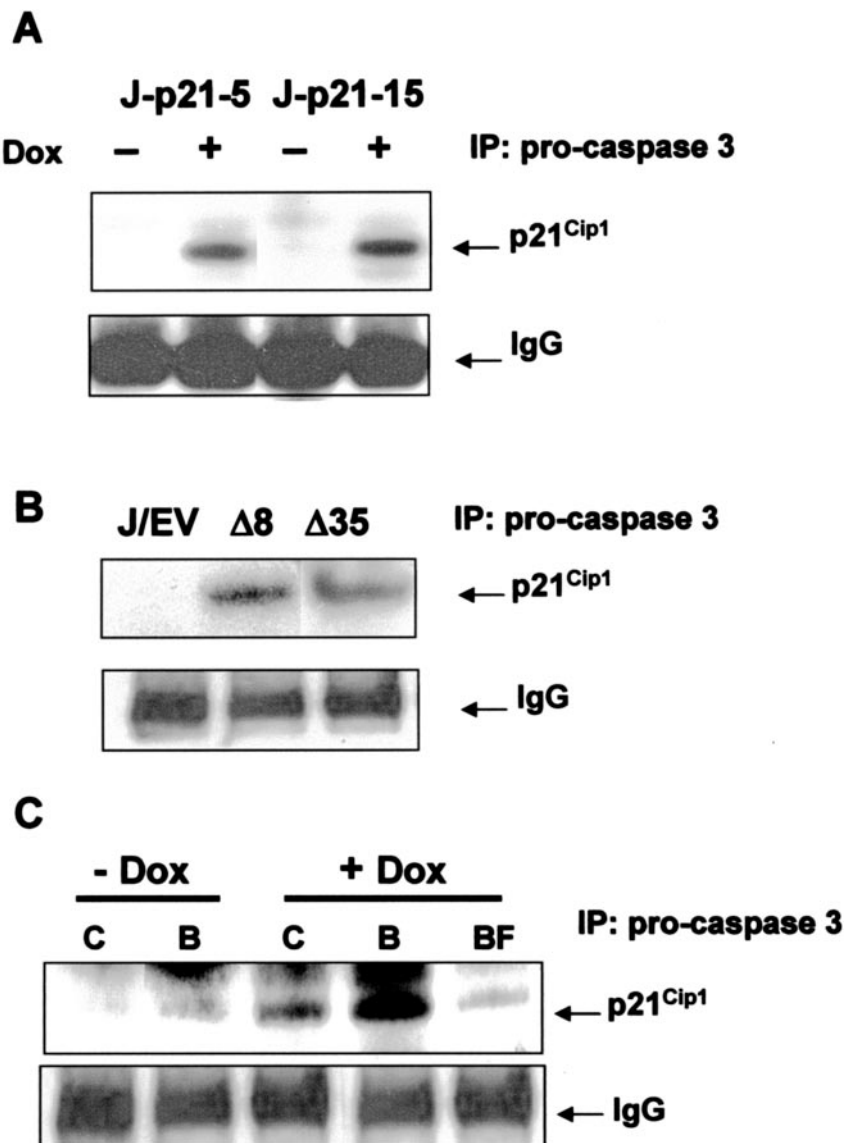 A
J-p21-5 J-p21-15
Dox – + – + IP: pro-caspase 3
p21Cip1
IgG
B
J/EV Δ8 Δ35 IP: pro-caspase 3
p21Cip1
IgG
C
- Dox + Dox
C B C B BF IP: pro-caspase 3
p21Cip1
IgG